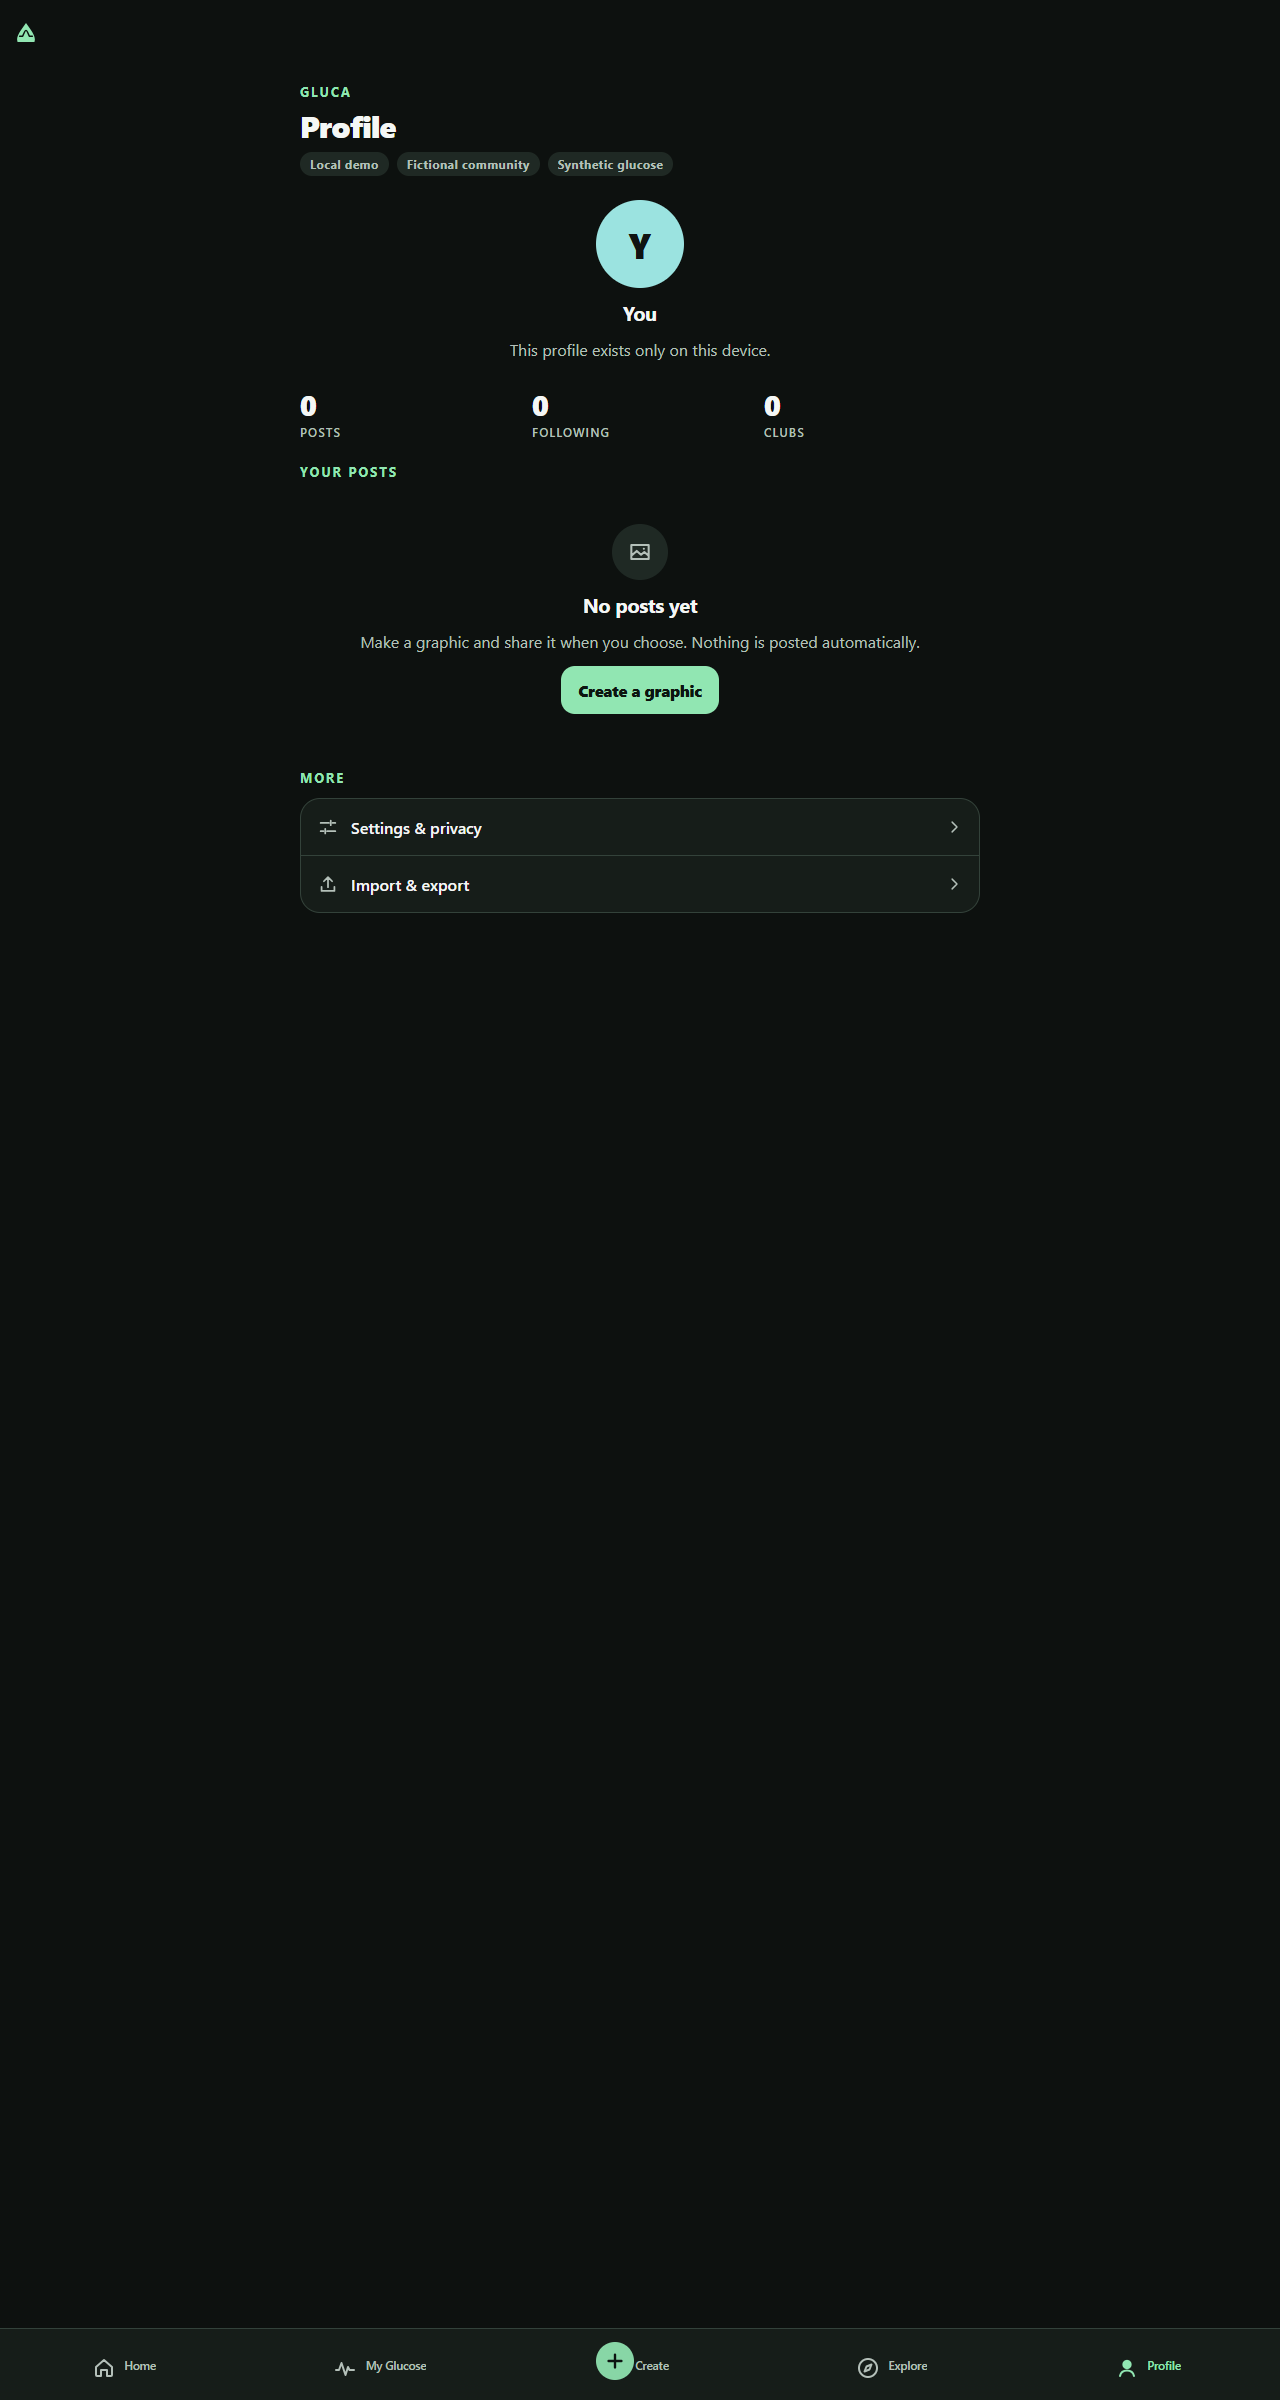 GLUCA
Profile
Local demo Fictional community Synthetic glucose
Y
You
This profile exists only on this device.
0 0 0
POSTS FOLLOWING CLUBS
YOUR POSTS
No posts yet
Make a graphic and share it when you choose. Nothing is posted automatically.
Create a graphic
MORE
Settings & privacy
Import & export
Home My Glucose Create Explore Profile